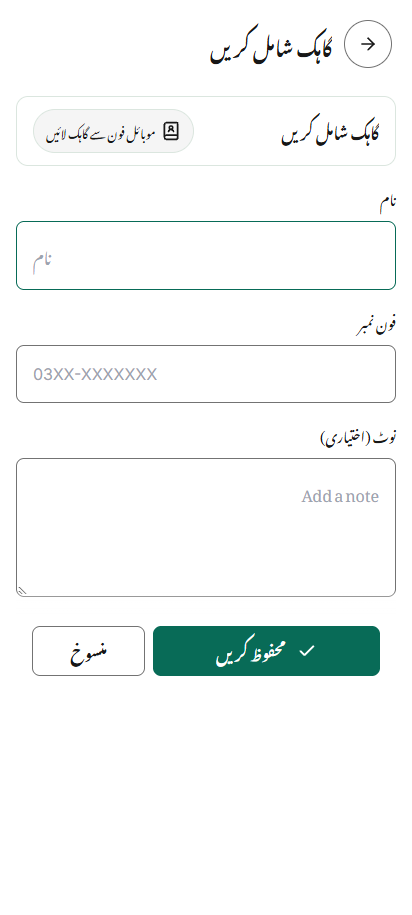 گاہک شامل کریں
گاہک شامل کریں
موبائل فون سے گاہک لائیں
نام
نام
فون نمبر
03XX-XXXXXXX
نوٹ (اختیاری)
Add a note
محفوظ کریں
منسوخ